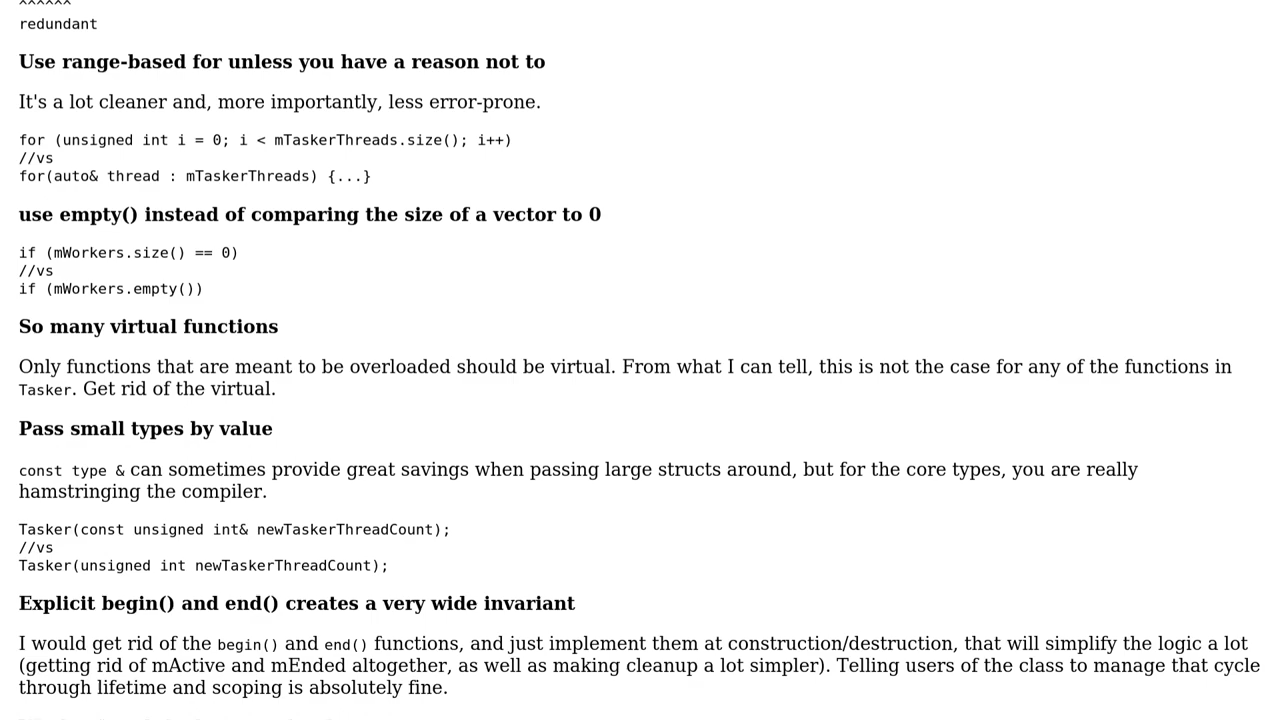 ^^^^^^
redundant
Use range-based for unless you have a reason not to
It's a lot cleaner and, more importantly, less error-prone.
for (unsigned int i = 0; i < mTaskerThreads.size(); i++)
//vs
for(auto& thread : mTaskerThreads) {...}
use empty() instead of comparing the size of a vector to 0
if (mWorkers.size() == 0)
//vs
if (mWorkers.empty())
So many virtual functions
Only functions that are meant to be overloaded should be virtual. From what I can tell, this is not the case for any of the functions in
Tasker. Get rid of the virtual.
Pass small types by value
const type & can sometimes provide great savings when passing large structs around, but for the core types, you are really
hamstringing the compiler.
Tasker(const unsigned int& newTaskerThreadCount);
//vs
Tasker(unsigned int newTaskerThreadCount);
Explicit begin() and end() creates a very wide invariant
I would get rid of the begin() and end() functions, and just implement them at construction/destruction, that will simplify the logic a lot
(getting rid of mActive and mEnded altogether, as well as making cleanup a lot simpler). Telling users of the class to manage that cycle
through lifetime and scoping is absolutely fine.